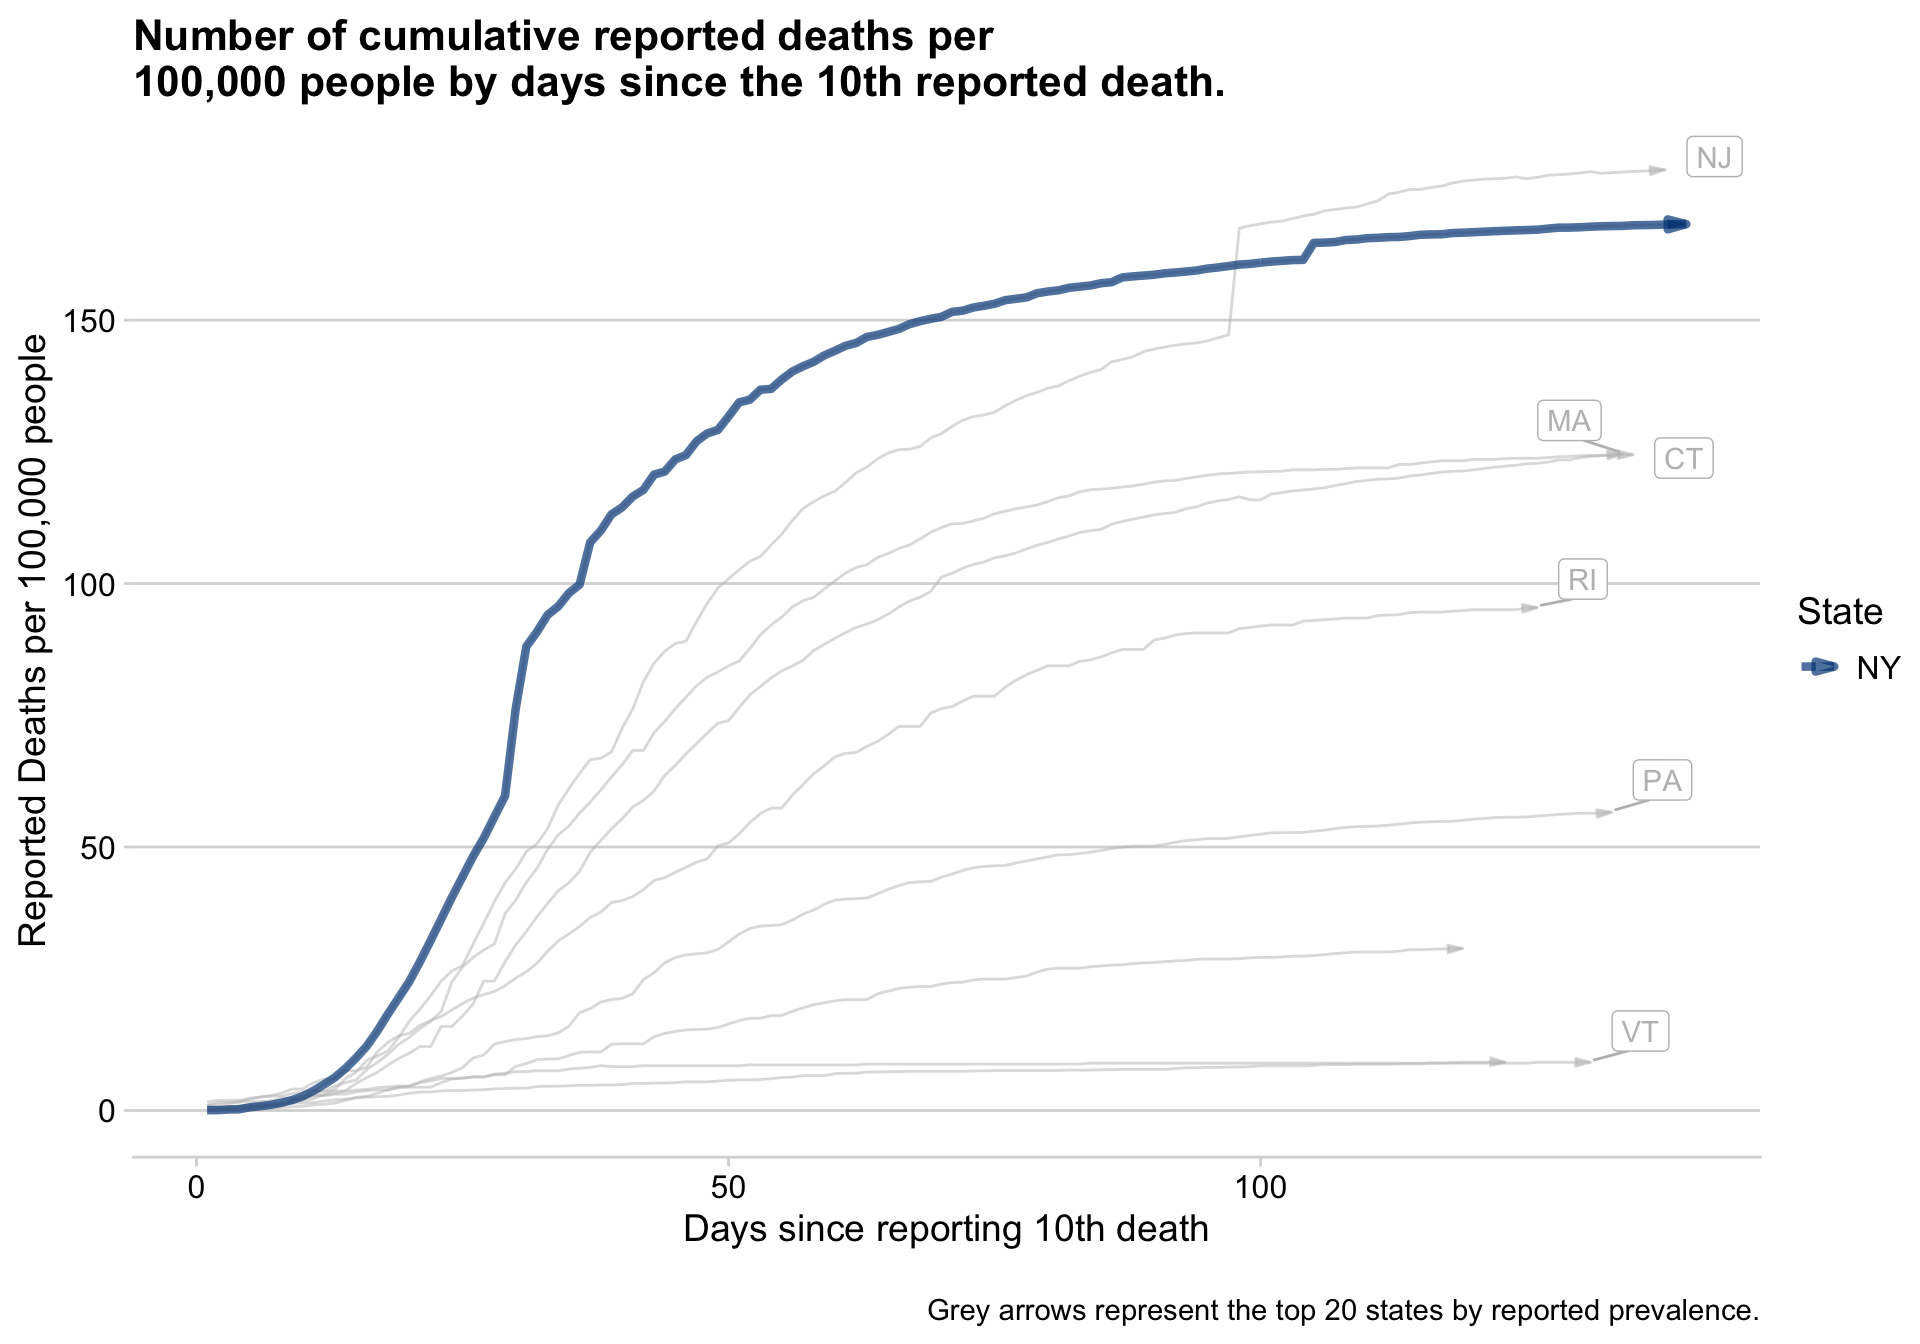 Number of cumulative reported deaths per
100,000 people by days since the 10th reported death.
NJ
MA
CT
RI
PA
VT
150
100
50
0
Reported Deaths per 100,000 people
0
50
100
Days since reporting 10th death
State
NY
Grey arrows represent the top 20 states by reported prevalence.